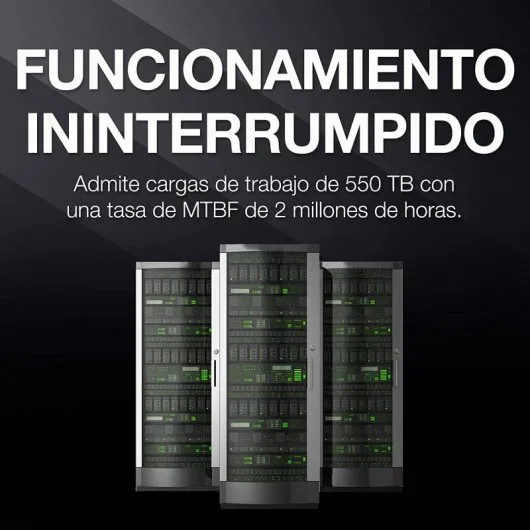 FUNCIONAMIENTO
ININTERRUMPIDO
Admite cargas de trabajo de 550 TB con
una tasa de MTBF de 2 millones de horas.